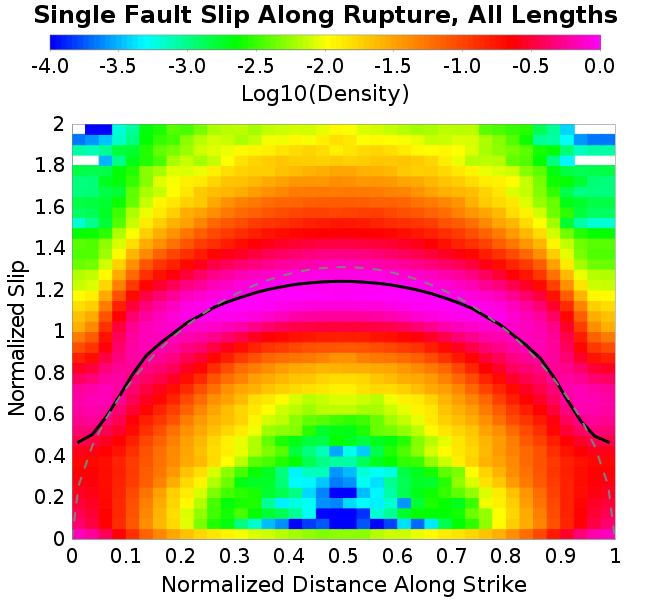 Single Fault Slip Along Rupture, All Lengths
-4.0 -3.5 -3.0 -2.5 -2.0 -1.5 -1.0 -0.5 0.0
Log10(Density)
Normalized Slip
2
1.8
1.6
1.4
1.2
1
0.8
0.6
0.4
0.2
0
0 0.1 0.2 0.3 0.4 0.5 0.6 0.7 0.8 0.9 1
Normalized Distance Along Strike